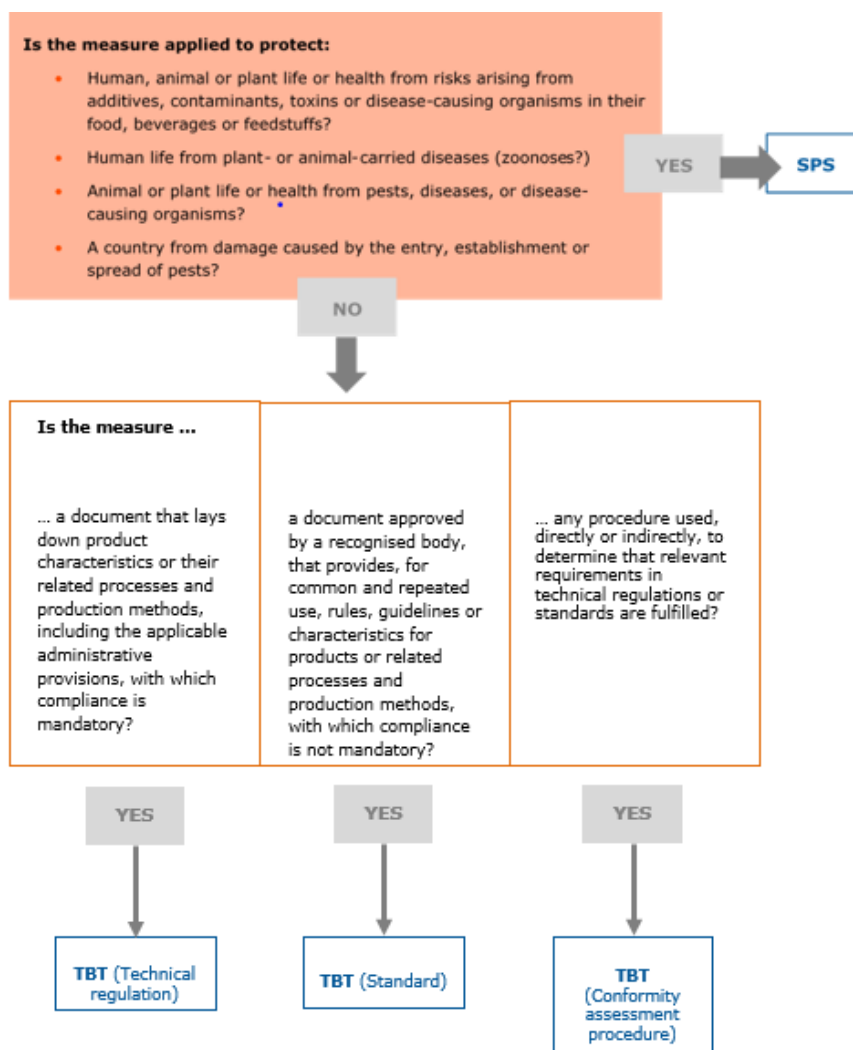 Is the measure applied to protect:
• Human, animal or plant life or health from risks arising from
additives, contaminants, toxins or disease-causing organisms in their
food, beverages or feedstuffs?
• Human life from plant- or animal-carried diseases (zoonoses?)
• Animal or plant life or health from pests, diseases, or disease-
causing organisms?
• A country from damage caused by the entry, establishment or
spread of pests?
YES
SPS
NO
Is the measure ...
... a document that lays
down product
characteristics or their
related processes and
production methods,
including the applicable
administrative
provisions, with which
compliance is
mandatory?
a document approved
by a recognised body,
that provides, for
common and repeated
use, rules, guidelines or
characteristics for
products or related
processes and
production methods,
with which compliance
is not mandatory?
... any procedure used,
directly or indirectly, to
determine that relevant
requirements in
technical regulations or
standards are fulfilled?
YES
YES
YES
TBT (Technical
regulation)
TBT (Standard)
TBT
(Conformity
assessment
procedure)